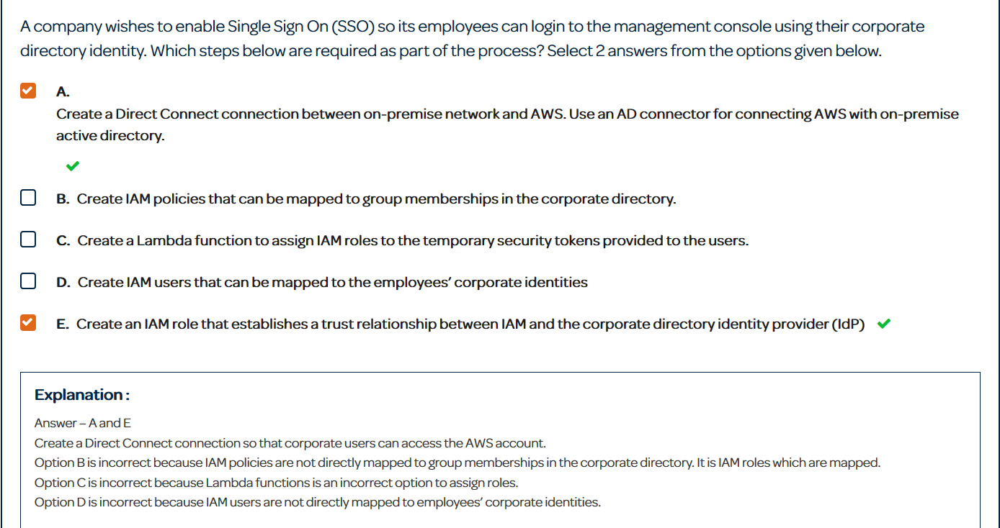 A company wishes to enable Single Sign On (SSO) so its employees can login to the management console using their corporate
directory identity. Which steps below are required as part of the process? Select 2 answers from the options given below.
A.
Create a Direct Connect connection between on-premise network and AWS. Use an AD connector for connecting AWS with on-premise
active directory.
B. Create IAM policies that can be mapped to group memberships in the corporate directory.
C. Create a Lambda function to assign IAM roles to the temporary security tokens provided to the users.
D. Create IAM users that can be mapped to the employees’ corporate identities
E. Create an IAM role that establishes a trust relationship between IAM and the corporate directory identity provider (IdP)
Explanation :
Answer – A and E
Create a Direct Connect connection so that corporate users can access the AWS account.
Option B is incorrect because IAM policies are not directly mapped to group memberships in the corporate directory. It is IAM roles which are mapped.
Option C is incorrect because Lambda functions is an incorrect option to assign roles.
Option D is incorrect because IAM users are not directly mapped to employees’ corporate identities.